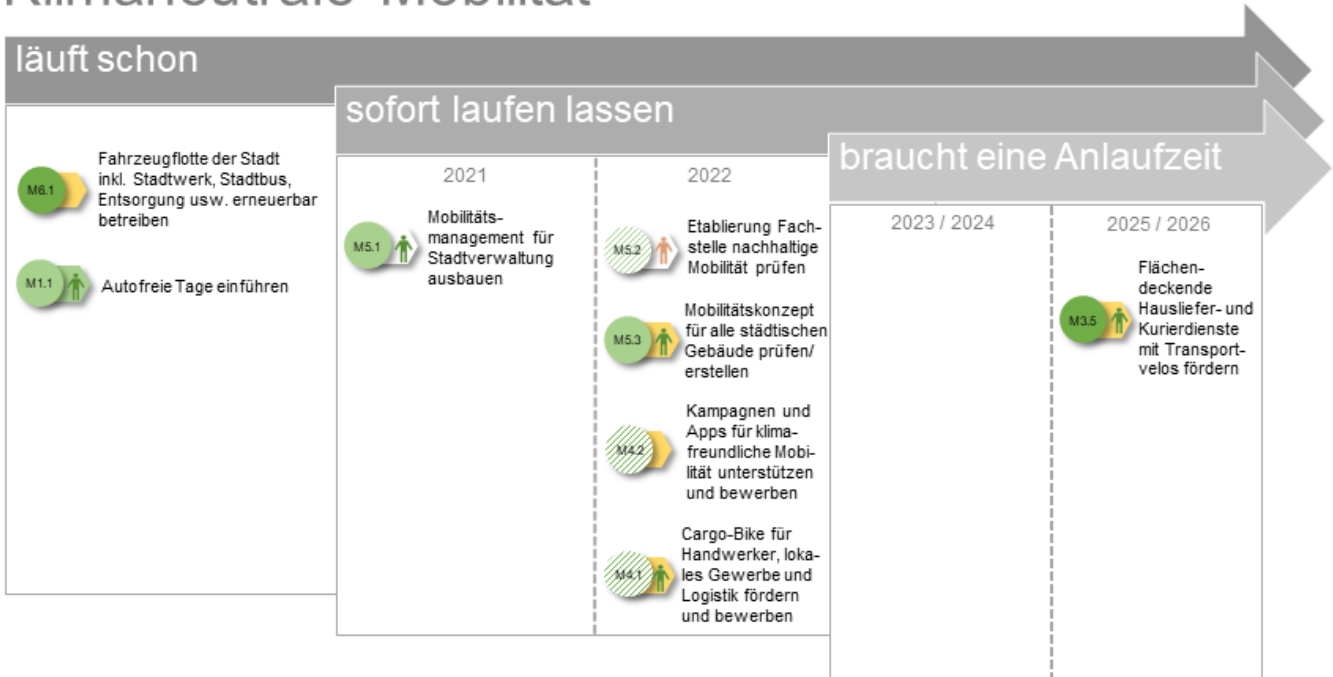 Klimaneutrale Mobilität
läuft schon
M6.1
Fahrzeugflotte der Stadt
inkl. Stadtwerk, Stadtbus,
Entsorgung usw. erneuerbar
betreiben
M1.1
Autofreie Tage einführen
sofort laufen lassen
2021
M5.1
Mobilitäts-
management für
Stadtverwaltung
ausbauen
2022
M5.2
Etablierung Fach-
stelle nachhaltige
Mobilität prüfen
M5.3
Mobilitätskonzept
für alle städtischen
Gebäude prüfen/
erstellen
M4.2
Kampagnen und
Apps für klima-
freundliche Mobi-
lität unterstützen
und bewerben
M4.1
Cargo-Bike für
Handwerker, loka-
les Gewerbe und
Logistik fördern
und bewerben
braucht eine Anlaufzeit
2023 / 2024
2025 / 2026
M3.5
Flächen-
deckende
Hausliefer- und
Kurierdienste
mit Transport-
velos fördern